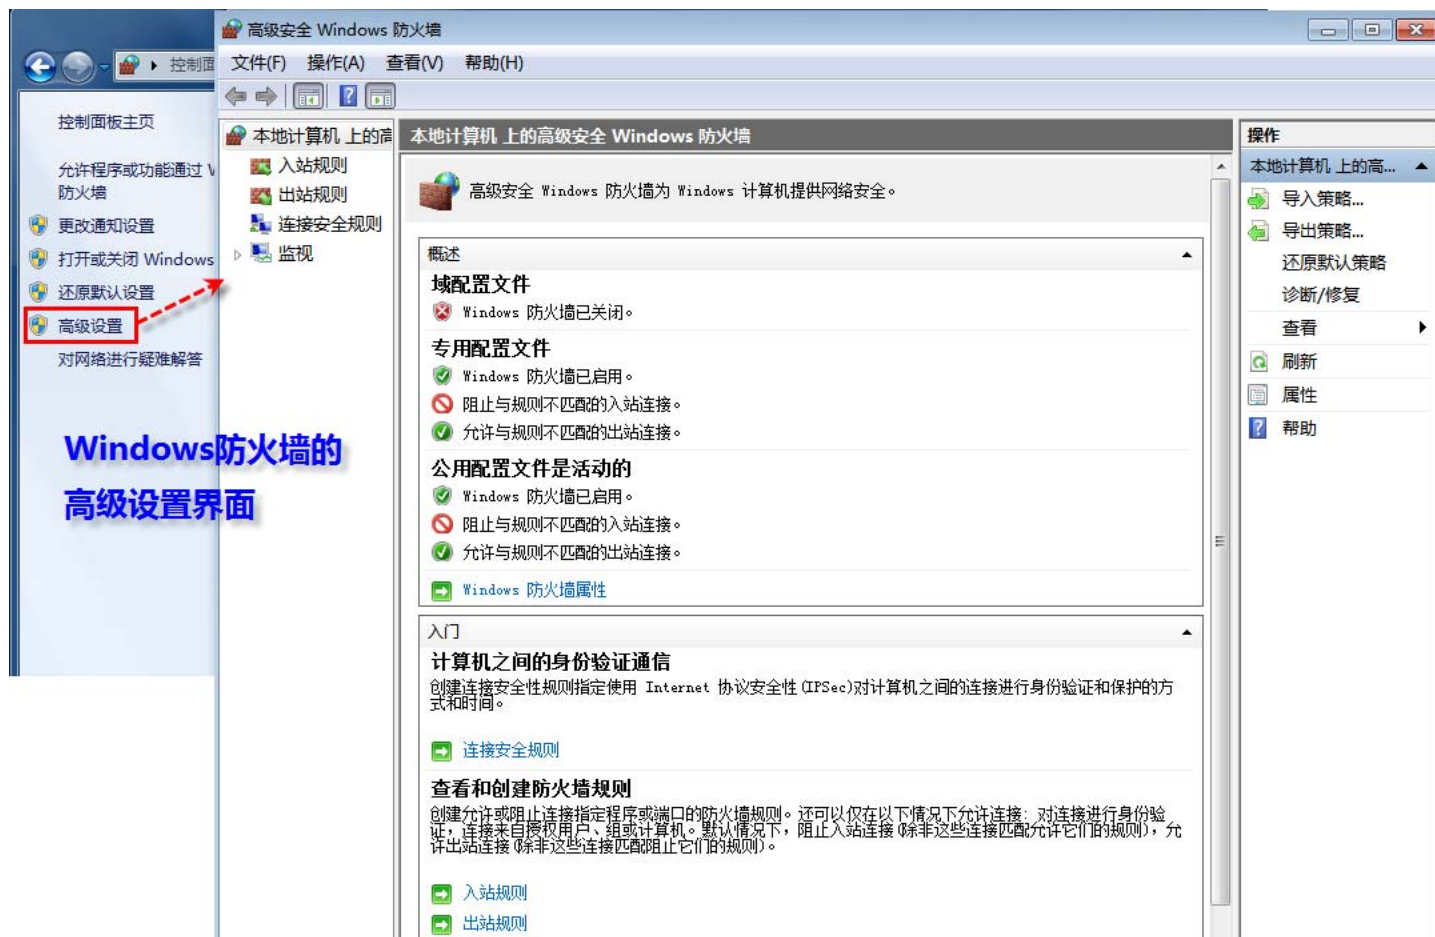 高级安全 Windows 防火墙
控制面
文件(F) 操作(A) 查看(V) 帮助(H)
控制面板主页
允许程序或功能通过 W
防火墙
更改通知设置
打开或关闭 Windows
还原默认设置
高级设置
对网络进行疑难解答
Windows防火墙的
高级设置界面
本地计算机 上的高
入站规则
出站规则
连接安全规则
监视
本地计算机 上的高级安全 Windows 防火墙
高级安全 Windows 防火墙为 Windows 计算机提供网络安全。
概述
域配置文件
Windows 防火墙已关闭。
专用配置文件
Windows 防火墙已启用。
阻止与规则不匹配的入站连接。
允许与规则不匹配的出站连接。
公用配置文件是活动的
Windows 防火墙已启用。
阻止与规则不匹配的入站连接。
允许与规则不匹配的出站连接。
Windows 防火墙属性
入门
计算机之间的身份验证通信
创建连接安全性规则指定使用 Internet 协议安全性(IPSec)对计算机之间的连接进行身份验证和保护的方
式和时间。
连接安全规则
查看和创建防火墙规则
创建允许或阻止连接指定程序或端口的防火墙规则。还可以仅在以下情况下允许连接: 对连接进行身份验
证，连接来自授权用户、组或计算机。默认情况下，阻止入站连接(除非这些连接匹配允许它们的规则)，允
许出站连接(除非这些连接匹配阻止它们的规则)。
入站规则
出站规则
操作
本地计算机 上的高...
导入策略...
导出策略...
还原默认策略
诊断/修复
查看
刷新
属性
帮助